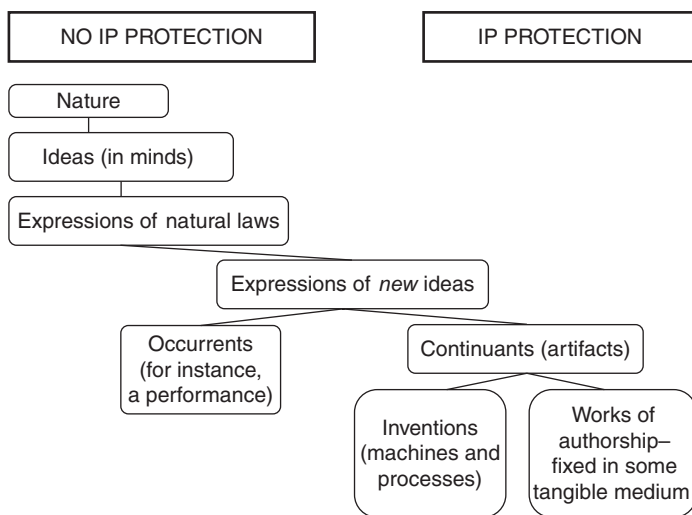 NO IP PROTECTION
IP PROTECTION
Nature
Ideas (in minds)
Expressions of natural laws
Expressions of new ideas
Occurrents
(for instance,
a performance)
Continuants (artifacts)
Inventions
(machines and
processes)
Works of
authorship–
fixed in some
tangible medium